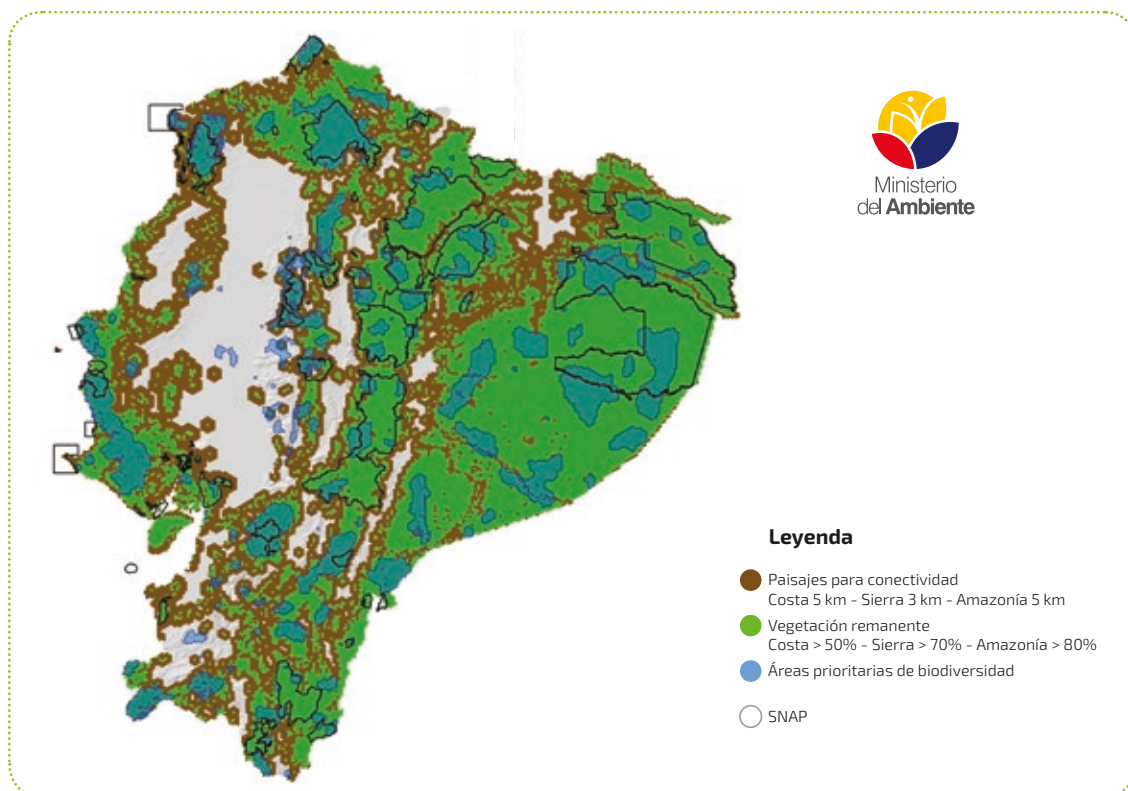 Ministerio
del Ambiente
Leyenda
Paisajes para conectividad
Costa 5 km - Sierra 3 km - Amazonía 5 km
Vegetación remanente
Costa > 50% - Sierra > 70% - Amazonía > 80%
Áreas prioritarias de biodiversidad
SNAP